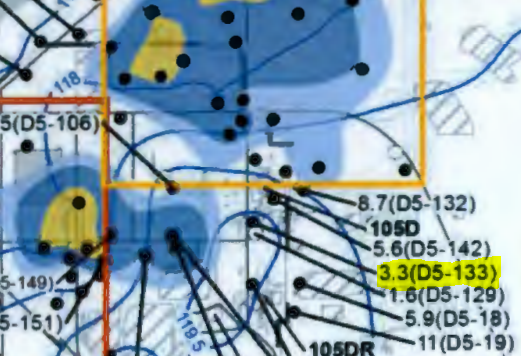 118
5(D5-106)
8.7(D5-132)
105D
5.6(D5-142)
3.3(D5-133)
1.6(D5-129)
5.9(D5-18)
11(D5-19)
5-149)
5-151)
119.5
105DR